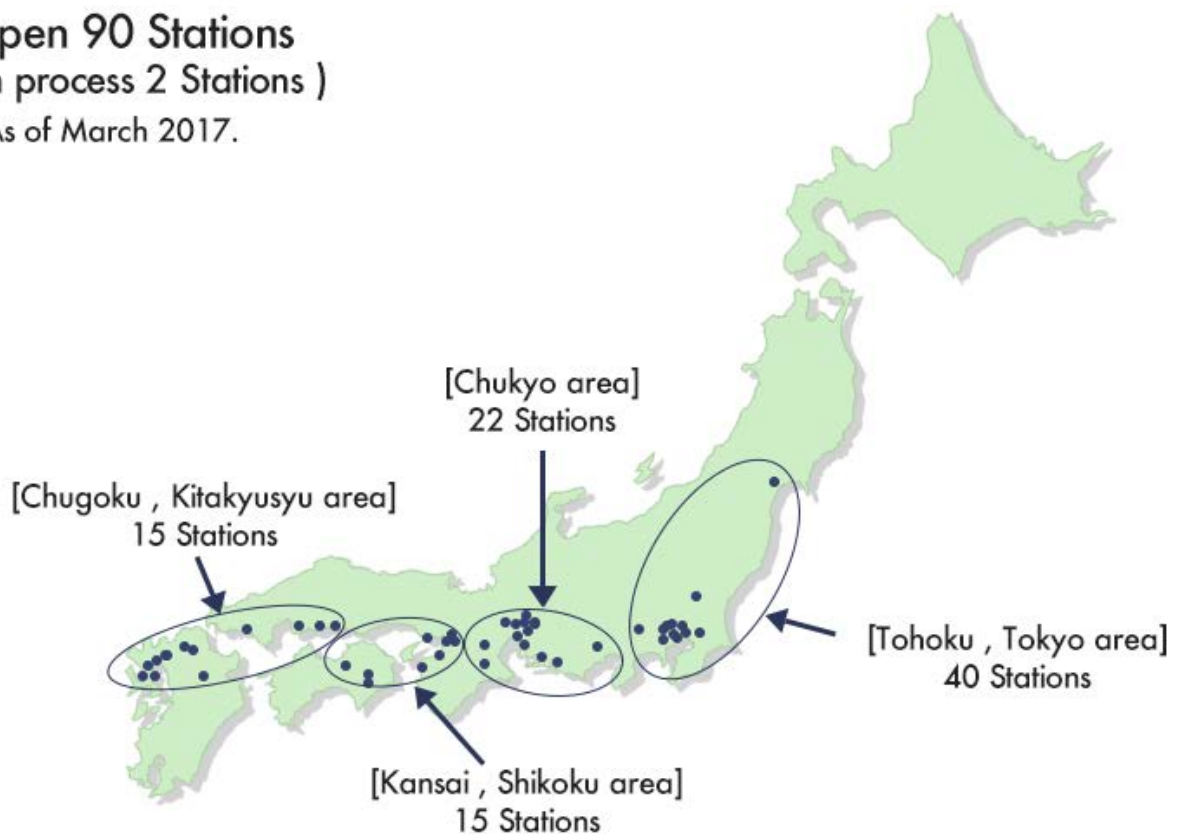 pen 90 Stations
process 2 Stations )
As of March 2017.
[Chukyo area]
22 Stations
[Chugoku , Kitakyusyu area]
15 Stations
[Tohoku , Tokyo area]
40 Stations
[Kansai , Shikoku area]
15 Stations